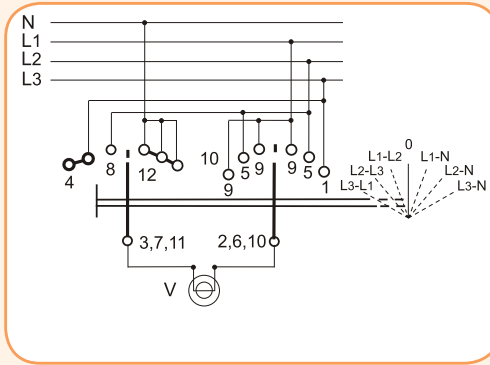 N
L1
L2
L3
0
L1-L2
L1-N
L2-L3
L2-N
L3-L1
L3-N
4
8
12
10
9
5
9
9
5
1
3,7,11
2,6,10
V